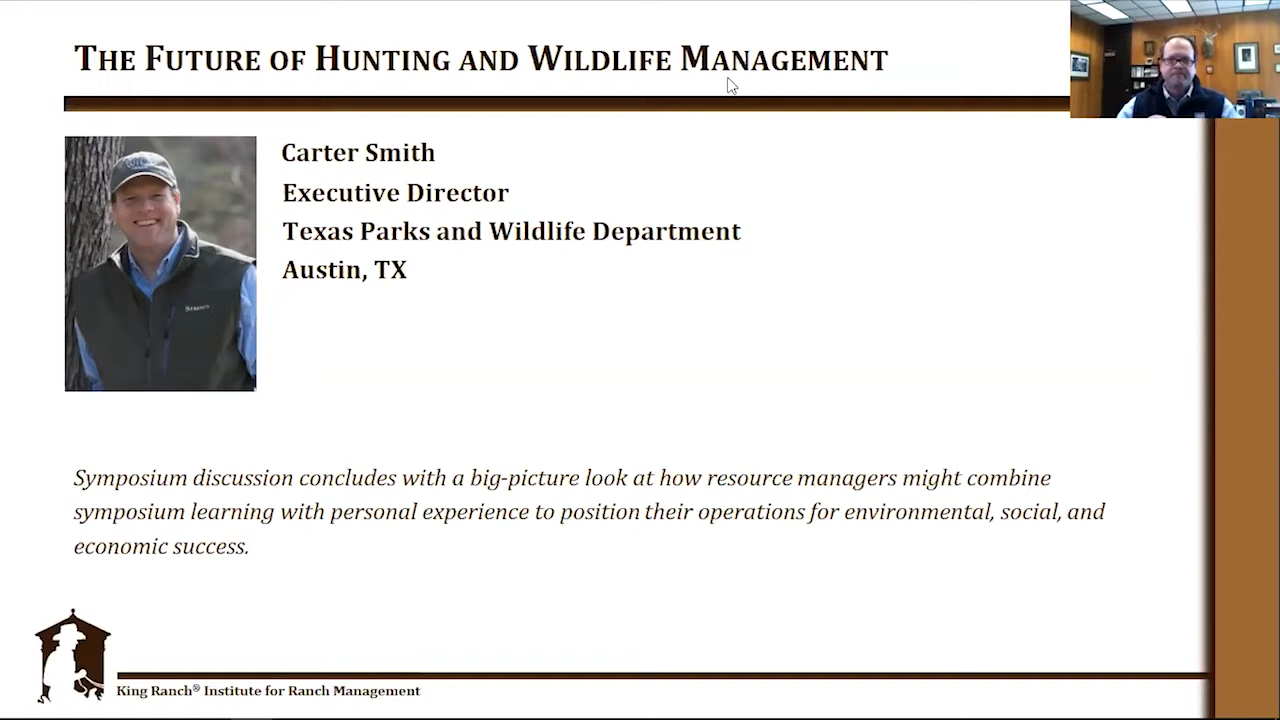 THE FUTURE OF HUNTING AND WILDLIFE MANAGEMENT
Carter Smith
Executive Director
Texas Parks and Wildlife Department
Austin, TX
SIMMS
Symposium discussion concludes with a big-picture look at how resource managers might combine
symposium learning with personal experience to position their operations for environmental, social, and
economic success.
King Ranch® Institute for Ranch Management